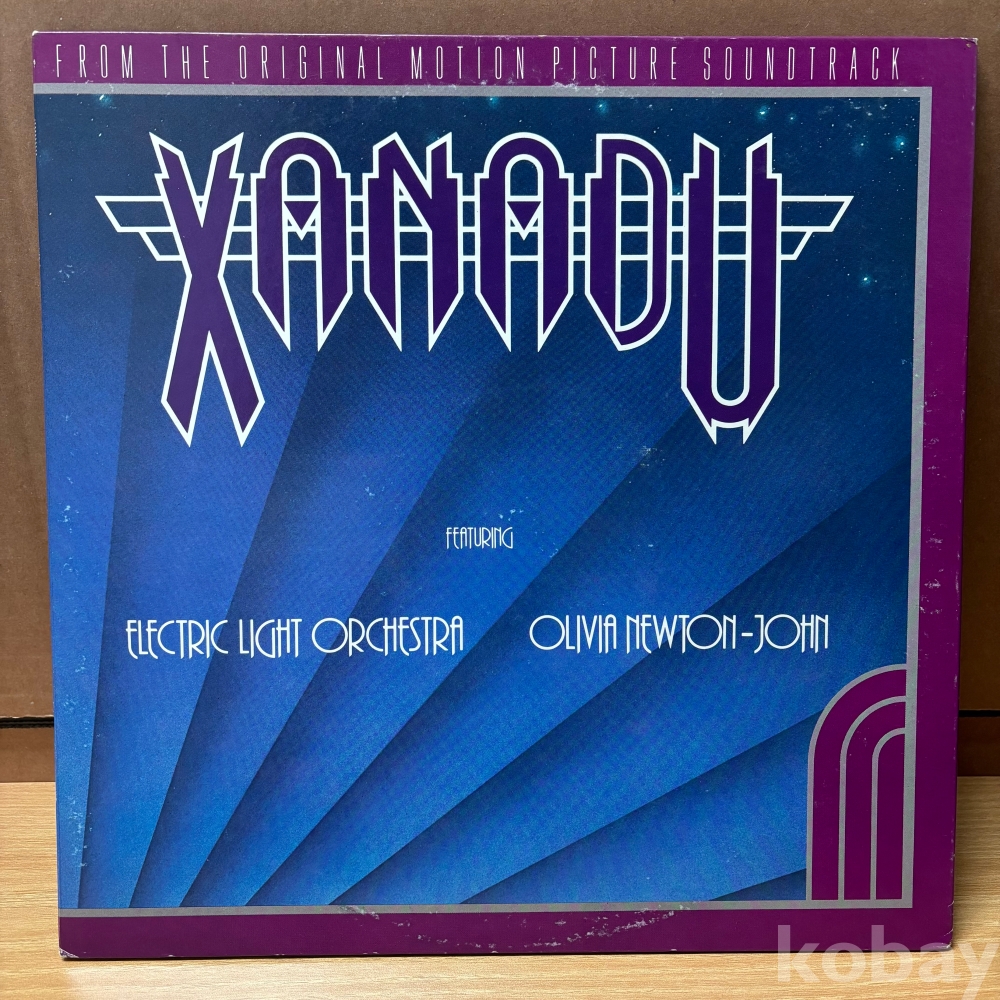 FROM THE ORIGINAL MOTION PICTURE SOUNDTRACK
XANADU
FEATURING
ELECTRIC LIGHT ORCHESTRA OLIVIA NEWTON-JOHN
kobay